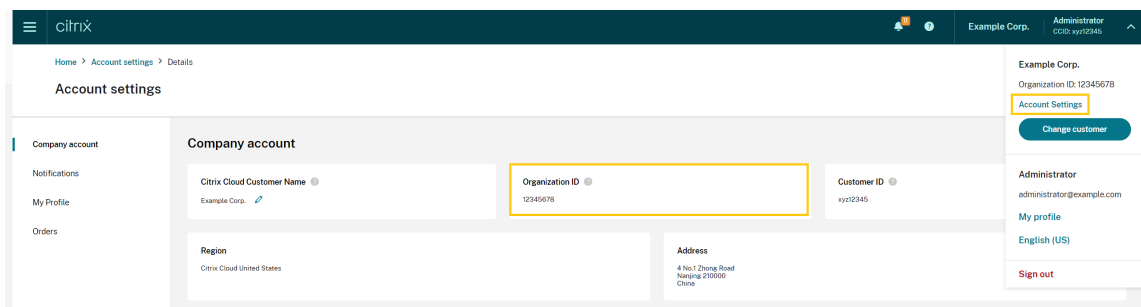 citrix
11
?
Example Corp.
Administrator
CCID: xyz12345
Home > Account settings > Details
Account settings
Example Corp.
Organization ID: 12345678
Account Settings
Change customer
Administrator
administrator@example.com
My profile
English (US)
Sign out
Company account
Notifications
My Profile
Orders
Company account
Citrix Cloud Customer Name ?
Example Corp.
Organization ID ?
12345678
Customer ID ?
xyz12345
Region
Citrix Cloud United States
Address
4 No.1 Zhong Road
Nanjing 210000
China